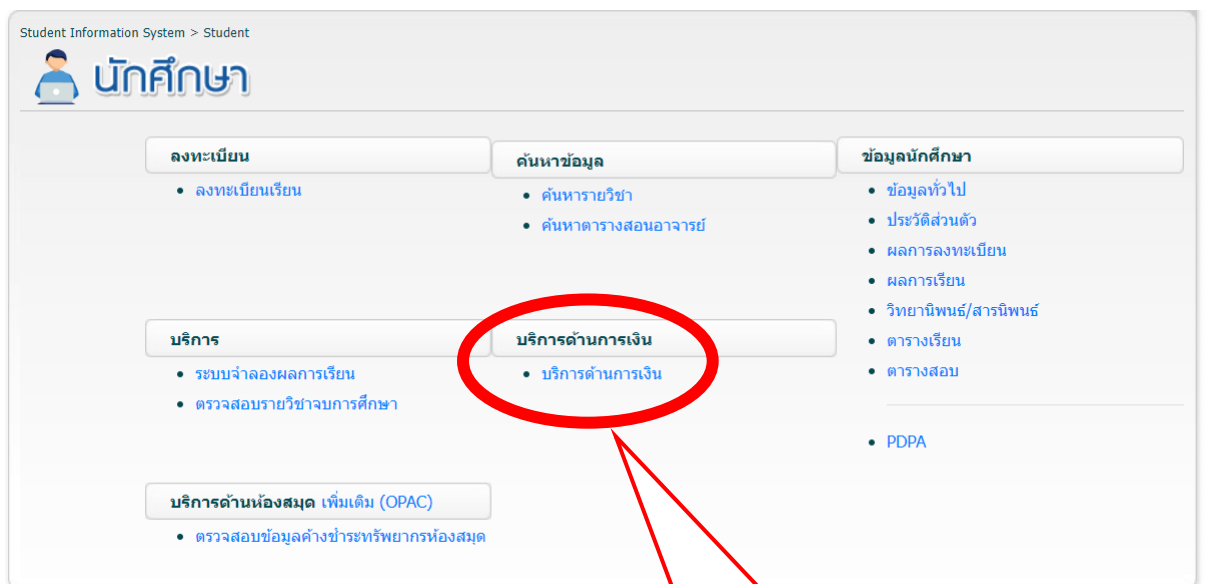 Student Information System > Student
นักศึกษา
ลงทะเบียน
ลงทะเบียนเรียน
ค้นหาข้อมูล
ค้นหารายวิชา
ค้นหาตารางสอนอาจารย์
ข้อมูลนักศึกษา
ข้อมูลทั่วไป
ประวัติส่วนตัว
ผลการลงทะเบียน
ผลการเรียน
วิทยานิพนธ์/สารนิพนธ์
ตารางเรียน
ตารางสอบ
PDPA
บริการ
ระบบจำลองผลการเรียน
ตรวจสอบรายวิชาจบการศึกษา
บริการด้านการเงิน
บริการด้านการเงิน
บริการด้านห้องสมุด เพิ่มเติม (OPAC)
ตรวจสอบข้อมูลค้างชำระทรัพยากรห้องสมุด